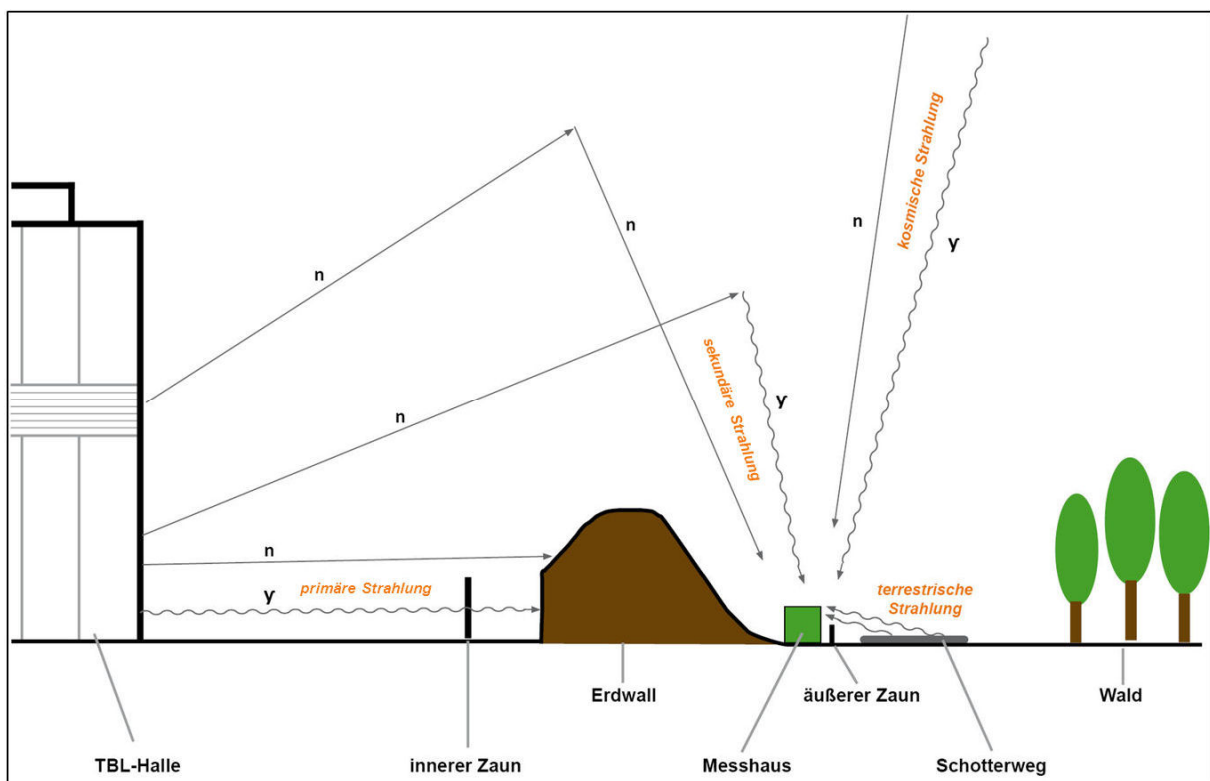 n
n
n
kosmische Strahlung
γ
n
sekundäre Strahlung
γ
n
n
primäre Strahlung
γ
terrestrische
Strahlung
Erdwall
äußerer Zaun
Wald
TBL-Halle
innerer Zaun
Messhaus
Schotterweg